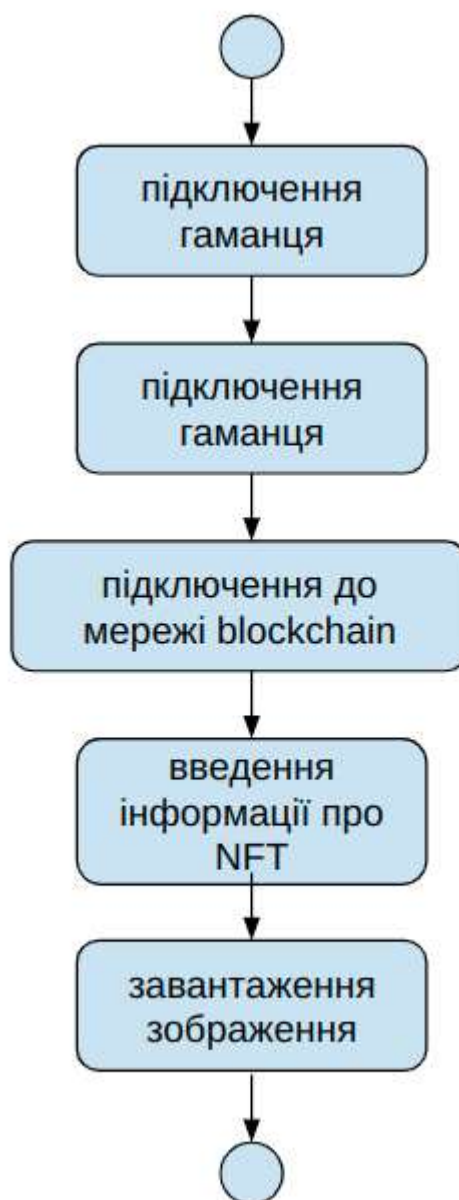 підключення
гаманця
підключення
гаманця
підключення до
мережі blockchain
введення
інформації про
NFT
завантаження
зображення